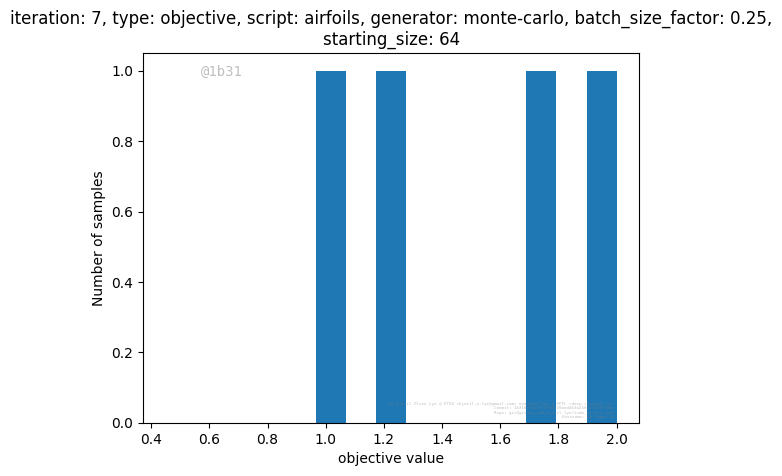 iteration: 7, type: objective, script: airfoils, generator: monte-carlo, batch_size_factor: 0.25,
starting_size: 64
@1b31
1.0
0.8
0.6
0.4
0.2
0.0
Number of samples
0.4 0.6 0.8 1.0 1.2 1.4 1.6 1.8 2.0
objective value